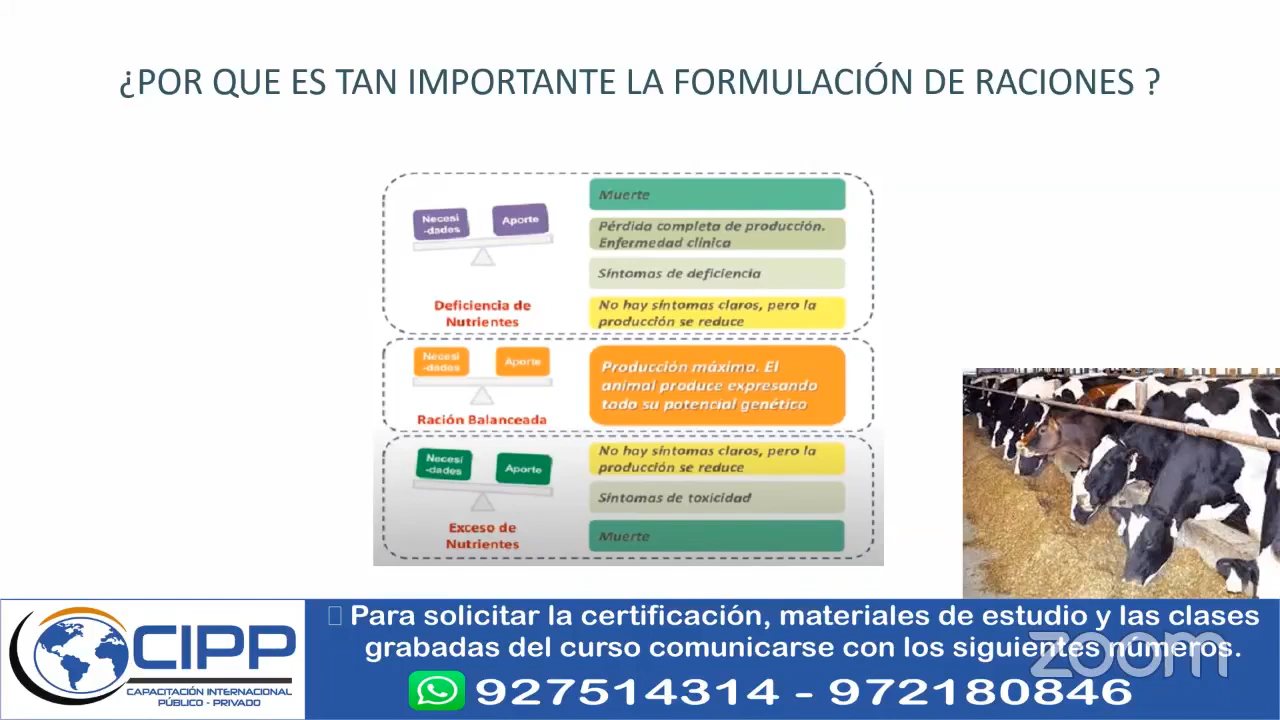 ¿POR QUE ES TAN IMPORTANTE LA FORMULACIÓN DE RACIONES ?
Necesi
-dades
Aporte
Deficiencia de
Nutrientes
Muerte
Pérdida completa de producción.
Enfermedad clínica
Síntomas de deficiencia
No hay síntomas claros, pero la
producción se reduce
Necesi
-dades
Aporte
Ración Balanceada
Producción máxima. El
animal produce expresando
todo su potencial genético
Necesi
-dades
Aporte
Exceso de
Nutrientes
No hay síntomas claros, pero la
producción se reduce
Síntomas de toxicidad
Muerte
CIPP
CAPACITACIÓN INTERNACIONAL
PÚBLICO - PRIVADO
Para solicitar la certificación, materiales de estudio y las clases
grabadas del curso comunicarse con los siguientes números.
927514314 - 972180846
zoom